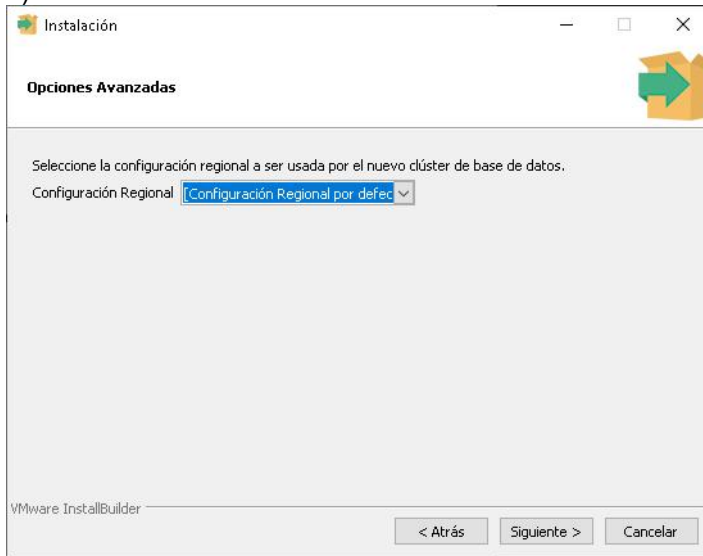 Instalación
Opciones Avanzadas
Seleccione la configuración regional a ser usada por el nuevo clúster de base de datos.
Configuración Regional [Configuración Regional por defec
VMware InstallBuilder
< Atrás Siguiente > Cancelar